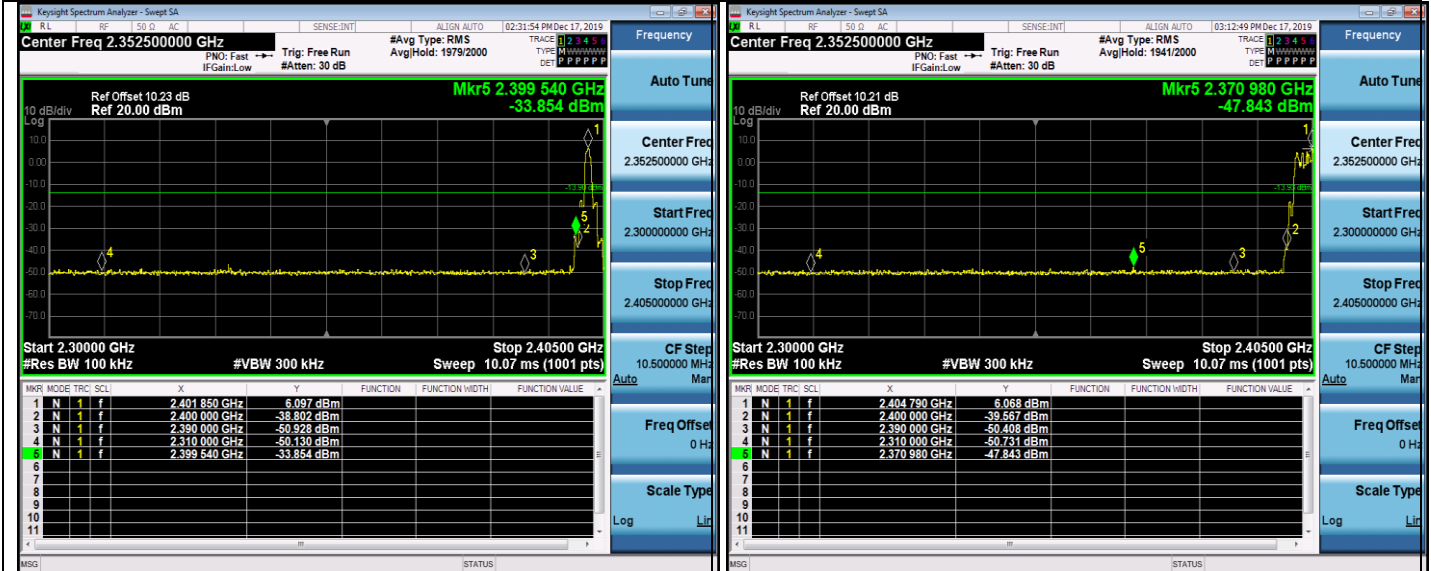 Keysight Spectrum Analyzer - Swept SA
RL RF 50 Ω AC SENSE:INT ALIGN AUTO 02:31:54 PM Dec 17, 2019
Center Freq 2.352500000 GHz
#Avg Type: RMS
TRACE 1 2 3 4 5 6
PNO: Fast
Trig: Free Run
Avg|Hold: 1979/2000
TYPE M W W W W W
IFGain:Low
#Atten: 30 dB
DET P P P P P P
Mkr5 2.399 540 GHz
-33.854 dBm
Ref Offset 10.23 dB
10 dB/div Ref 20.00 dBm
Log
10.0
0.00
-10.0
-20.0
-30.0
-40.0
-50.0
-60.0
-70.0
1
5
2
4
3
Start 2.30000 GHz
Stop 2.40500 GHz
#Res BW 100 kHz
#VBW 300 kHz
Sweep 10.07 ms (1001 pts)
MKR MODE TRC SCL X Y FUNCTION FUNCTION WIDTH FUNCTION VALUE
1 N 1 f 2.401 850 GHz 6.097 dBm
2 N 1 f 2.400 000 GHz -38.802 dBm
3 N 1 f 2.390 000 GHz -50.928 dBm
4 N 1 f 2.310 000 GHz -50.130 dBm
5 N 1 f 2.399 540 GHz -33.854 dBm
6
7
8
9
10
11
MSG STATUS
Frequency
Auto Tune
Center Freq
2.352500000 GHz
Start Freq
2.300000000 GHz
Stop Freq
2.405000000 GHz
CF Step
10.500000 MHz
Auto Man
Freq Offset
0 Hz
Scale Type
Log Lin
Keysight Spectrum Analyzer - Swept SA
RL RF 50 Ω AC SENSE:INT ALIGN AUTO 03:12:49 PM Dec 17, 2019
Center Freq 2.352500000 GHz
#Avg Type: RMS
TRACE 1 2 3 4 5 6
PNO: Fast
Trig: Free Run
Avg|Hold: 1941/2000
TYPE M W W W W W
IFGain:Low
#Atten: 30 dB
DET P P P P P P
Mkr5 2.370 980 GHz
-47.843 dBm
Ref Offset 10.21 dB
10 dB/div Ref 20.00 dBm
Log
10.0
0.00
-10.0
-20.0
-30.0
-40.0
-50.0
-60.0
-70.0
1
2
4
5
3
Start 2.30000 GHz
Stop 2.40500 GHz
#Res BW 100 kHz
#VBW 300 kHz
Sweep 10.07 ms (1001 pts)
MKR MODE TRC SCL X Y FUNCTION FUNCTION WIDTH FUNCTION VALUE
1 N 1 f 2.404 790 GHz 6.068 dBm
2 N 1 f 2.400 000 GHz -39.567 dBm
3 N 1 f 2.390 000 GHz -50.408 dBm
4 N 1 f 2.310 000 GHz -50.731 dBm
5 N 1 f 2.370 980 GHz -47.843 dBm
6
7
8
9
10
11
MSG STATUS
Frequency
Auto Tune
Center Freq
2.352500000 GHz
Start Freq
2.300000000 GHz
Stop Freq
2.405000000 GHz
CF Step
10.500000 MHz
Auto Man
Freq Offset
0 Hz
Scale Type
Log Lin